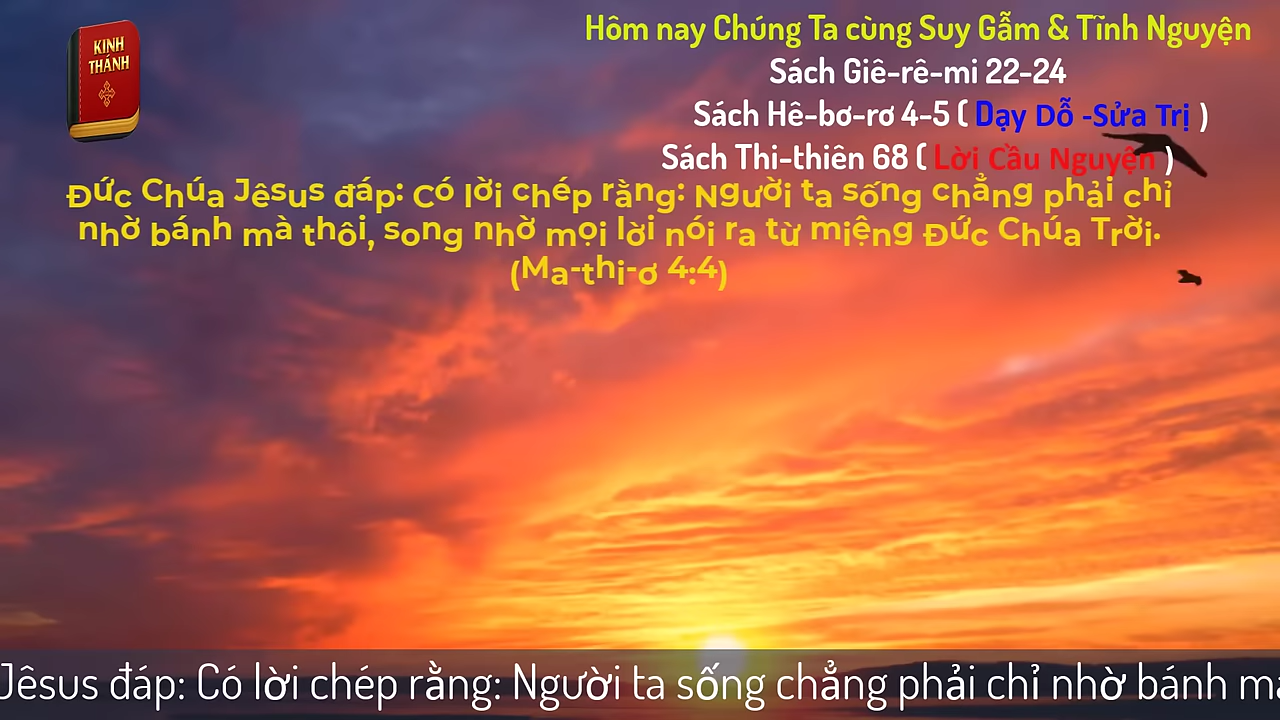 KINH
THÁNH
Hôm nay Chúng Ta cùng Suy Gẫm & Tĩnh Nguyện
Sách Giê-rê-mi 22-24
Sách Hê-bơ-rơ 4-5 ( Dạy Dỗ -Sửa Trị )
Sách Thi-thiên 68 ( Lời Cầu Nguyện )
Đức Chúa Jêsus đáp: Có lời chép rằng: Người ta sống chẳng phải chỉ
nhờ bánh mà thôi, song nhờ mọi lời nói ra từ miệng Đức Chúa Trời.
(Ma-thi-ơ 4:4)
Jêsus đáp: Có lời chép rằng: Người ta sống chẳng phải chỉ nhờ bánh